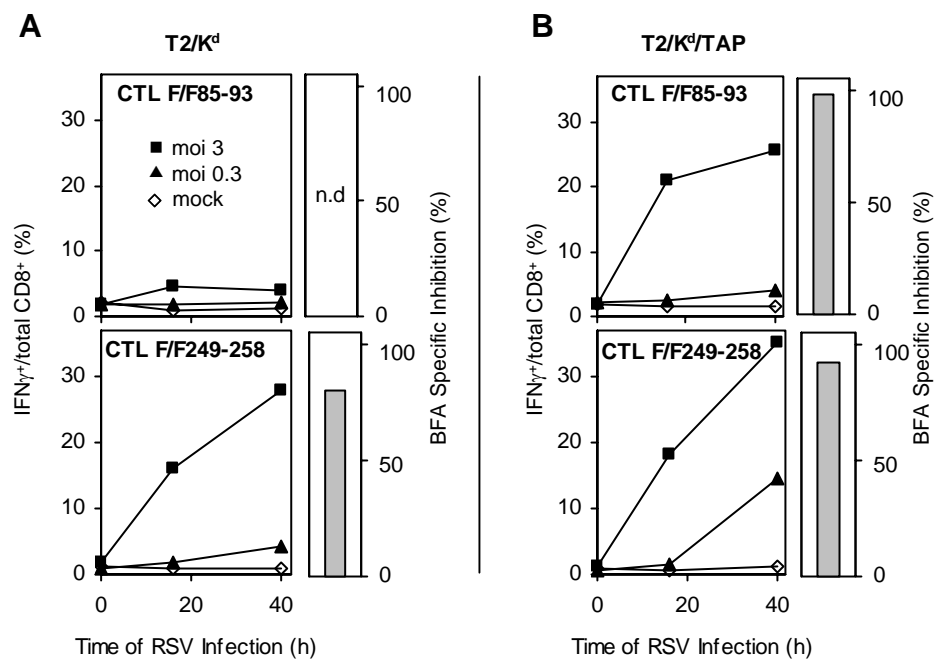 A
T2/Kᵈ
CTL F/F85-93
moi 3
moi 0.3
mock
30
20
10
0
IFNγ⁺/total CD8⁺ (%)
n.d
100
50
0
BFA Specific Inhibition (%)
CTL F/F249-258
30
20
10
0
100
50
0
0 20 40
Time of RSV Infection (h)
B
T2/Kᵈ/TAP
CTL F/F85-93
30
20
10
0
IFNγ⁺/total CD8⁺ (%)
100
50
0
BFA Specific Inhibition (%)
CTL F/F249-258
30
20
10
0
100
50
0
0 20 40
Time of RSV Infection (h)